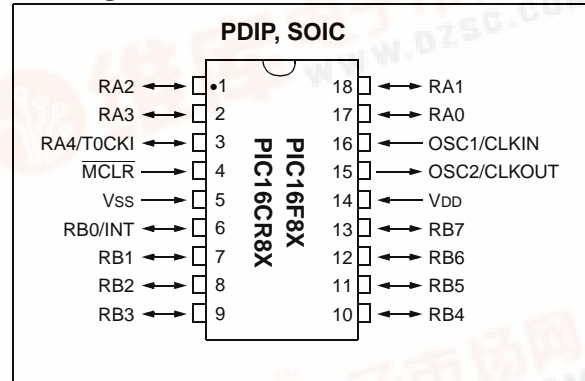 PDIP, SOIC
RA2 •1 18 RA1
RA3 2 17 RA0
RA4/T0CKI 3 16 OSC1/CLKIN
MCLR 4 15 OSC2/CLKOUT
VSS 5 14 VDD
RB0/INT 6 13 RB7
RB1 7 12 RB6
RB2 8 11 RB5
RB3 9 10 RB4
PIC16F8X
PIC16CR8X